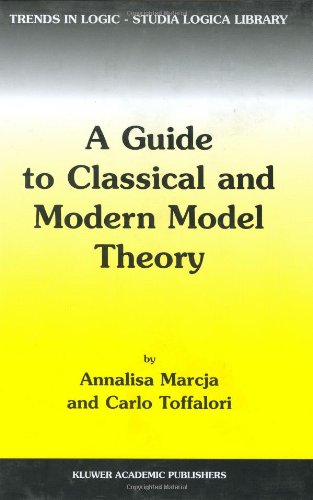 TRENDS IN LOGIC - STUDIA LOGICA LIBRARY
A Guide
to Classical and
Modern Model
Theory
by
Annalisa Marcja
and Carlo Toffalori
KLUWER ACADEMIC PUBLISHERS